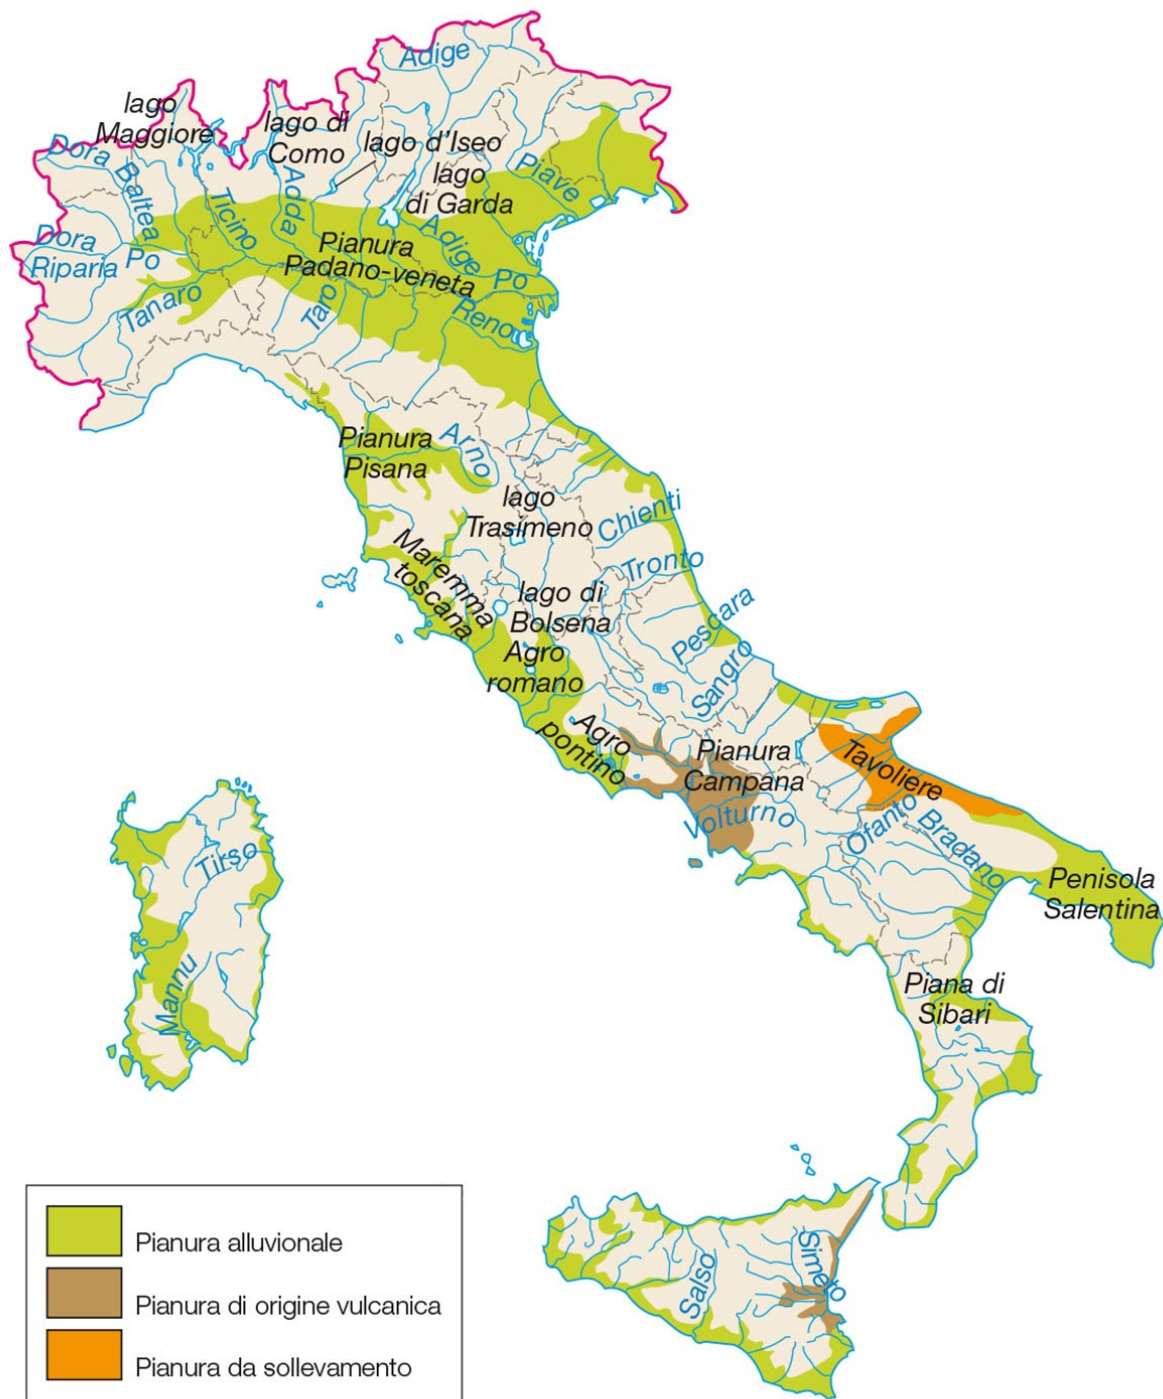 Adige
lago
Maggiore
lago di
Como
lago d'Iseo
lago
di Garda
Piave
Dora
Baltea
Ticino
Adda
Dora
Riparia
Po
Pianura
Padano-veneta
Adige
Po
Tanaro
Taro
Reno
Pianura
Pisana
Arno
lago
Trasimeno
Chienti
Maremma
toscana
Tronto
lago di
Bolsena
Pescara
Agro
romano
Sangro
Agro
pontino
Pianura
Campana
Tavoliere
Volturno
Ofanto
Bradano
Penisola
Salentina
Tirso
Mannu
Piana di
Sibari
Salso
Simeto
Pianura alluvionale
Pianura di origine vulcanica
Pianura da sollevamento